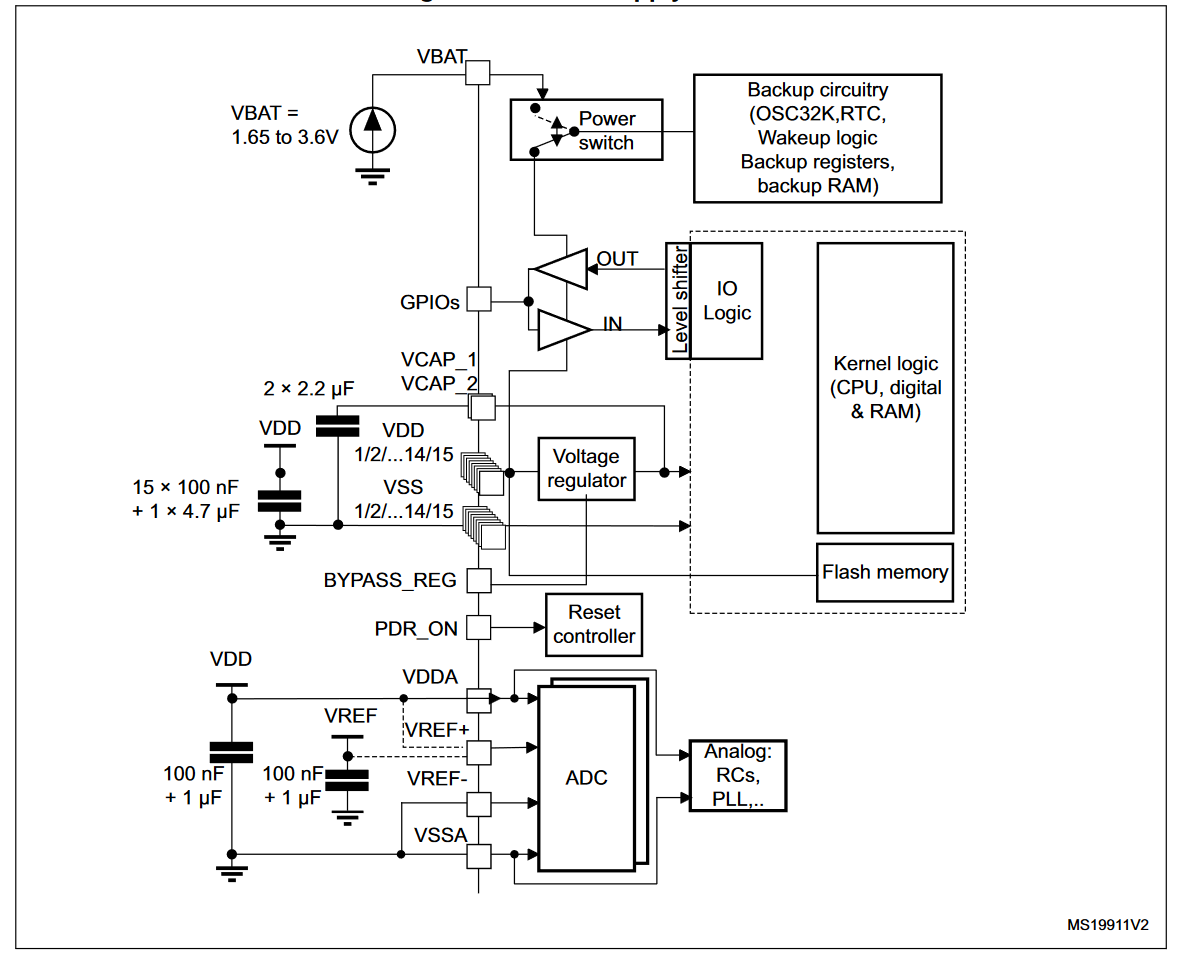 VBAT
VBAT =
1.65 to 3.6V
Power
switch
Backup circuitry
(OSC32K,RTC,
Wakeup logic
Backup registers,
backup RAM)
OUT
GPIOs
IN
Level shifter
IO
Logic
Kernel logic
(CPU, digital
& RAM)
VCAP_1
VCAP_2
2 × 2.2 μF
VDD
VDD
1/2/...14/15
Voltage
regulator
15 × 100 nF
+ 1 × 4.7 μF
VSS
1/2/...14/15
BYPASS_REG
Flash memory
PDR_ON
Reset
controller
VDD
VDDA
VREF
VREF+
100 nF
+ 1 μF
100 nF
+ 1 μF
VREF-
ADC
Analog:
RCs,
PLL,..
VSSA
MS19911V2